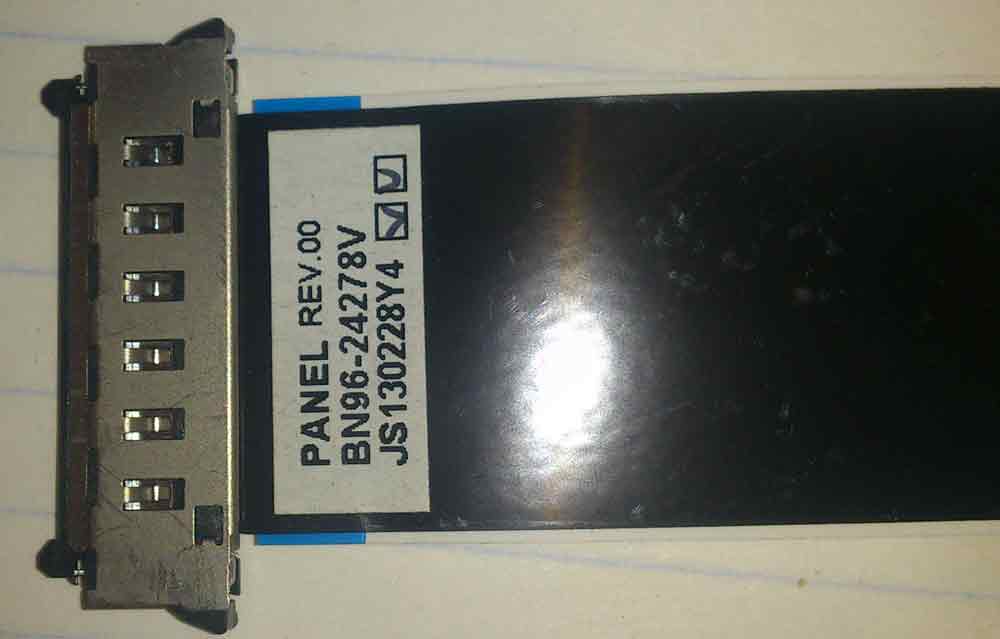 PANEL REV.00
BN96-24278V
JS130228Y4